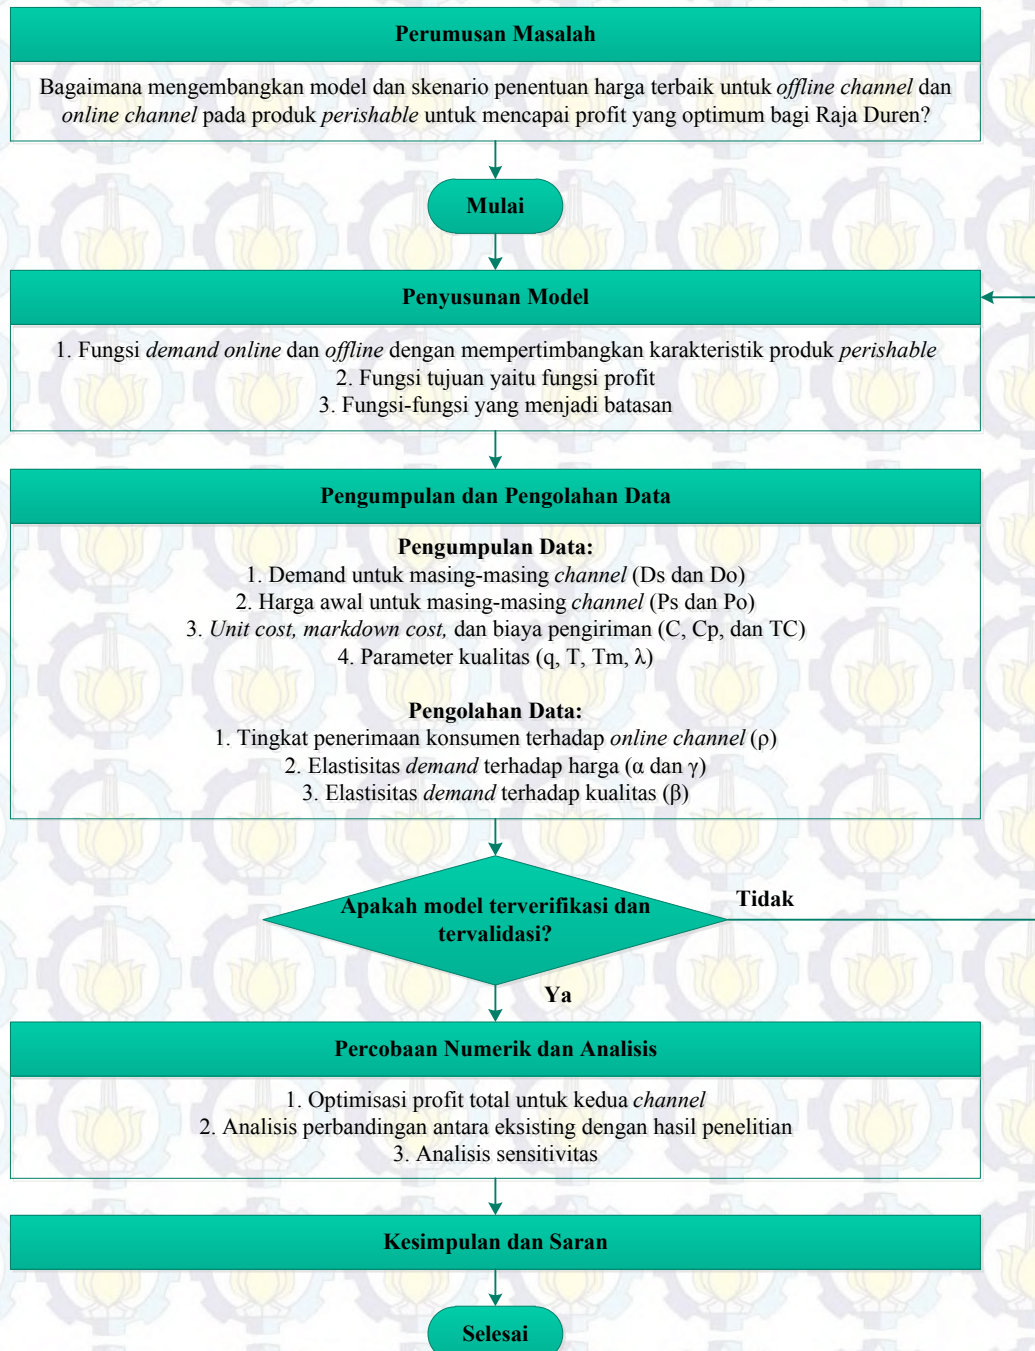 Perumusan Masalah
Bagaimana mengembangkan model dan skenario penentuan harga terbaik untuk offline channel dan
online channel pada produk perishable untuk mencapai profit yang optimum bagi Raja Duren?
Mulai
Penyusunan Model
1. Fungsi demand online dan offline dengan mempertimbangkan karakteristik produk perishable
2. Fungsi tujuan yaitu fungsi profit
3. Fungsi-fungsi yang menjadi batasan
Pengumpulan dan Pengolahan Data
Pengumpulan Data:
1. Demand untuk masing-masing channel (Ds dan Do)
2. Harga awal untuk masing-masing channel (Ps dan Po)
3. Unit cost, markdown cost, dan biaya pengiriman (C, Cp, dan TC)
4. Parameter kualitas (q, T, Tm, λ)
Pengolahan Data:
1. Tingkat penerimaan konsumen terhadap online channel (ρ)
2. Elastisitas demand terhadap harga (α dan γ)
3. Elastisitas demand terhadap kualitas (β)
Apakah model terverifikasi dan
tervalidasi?
Tidak
Ya
Percobaan Numerik dan Analisis
1. Optimisasi profit total untuk kedua channel
2. Analisis perbandingan antara eksisting dengan hasil penelitian
3. Analisis sensitivitas
Kesimpulan dan Saran
Selesai